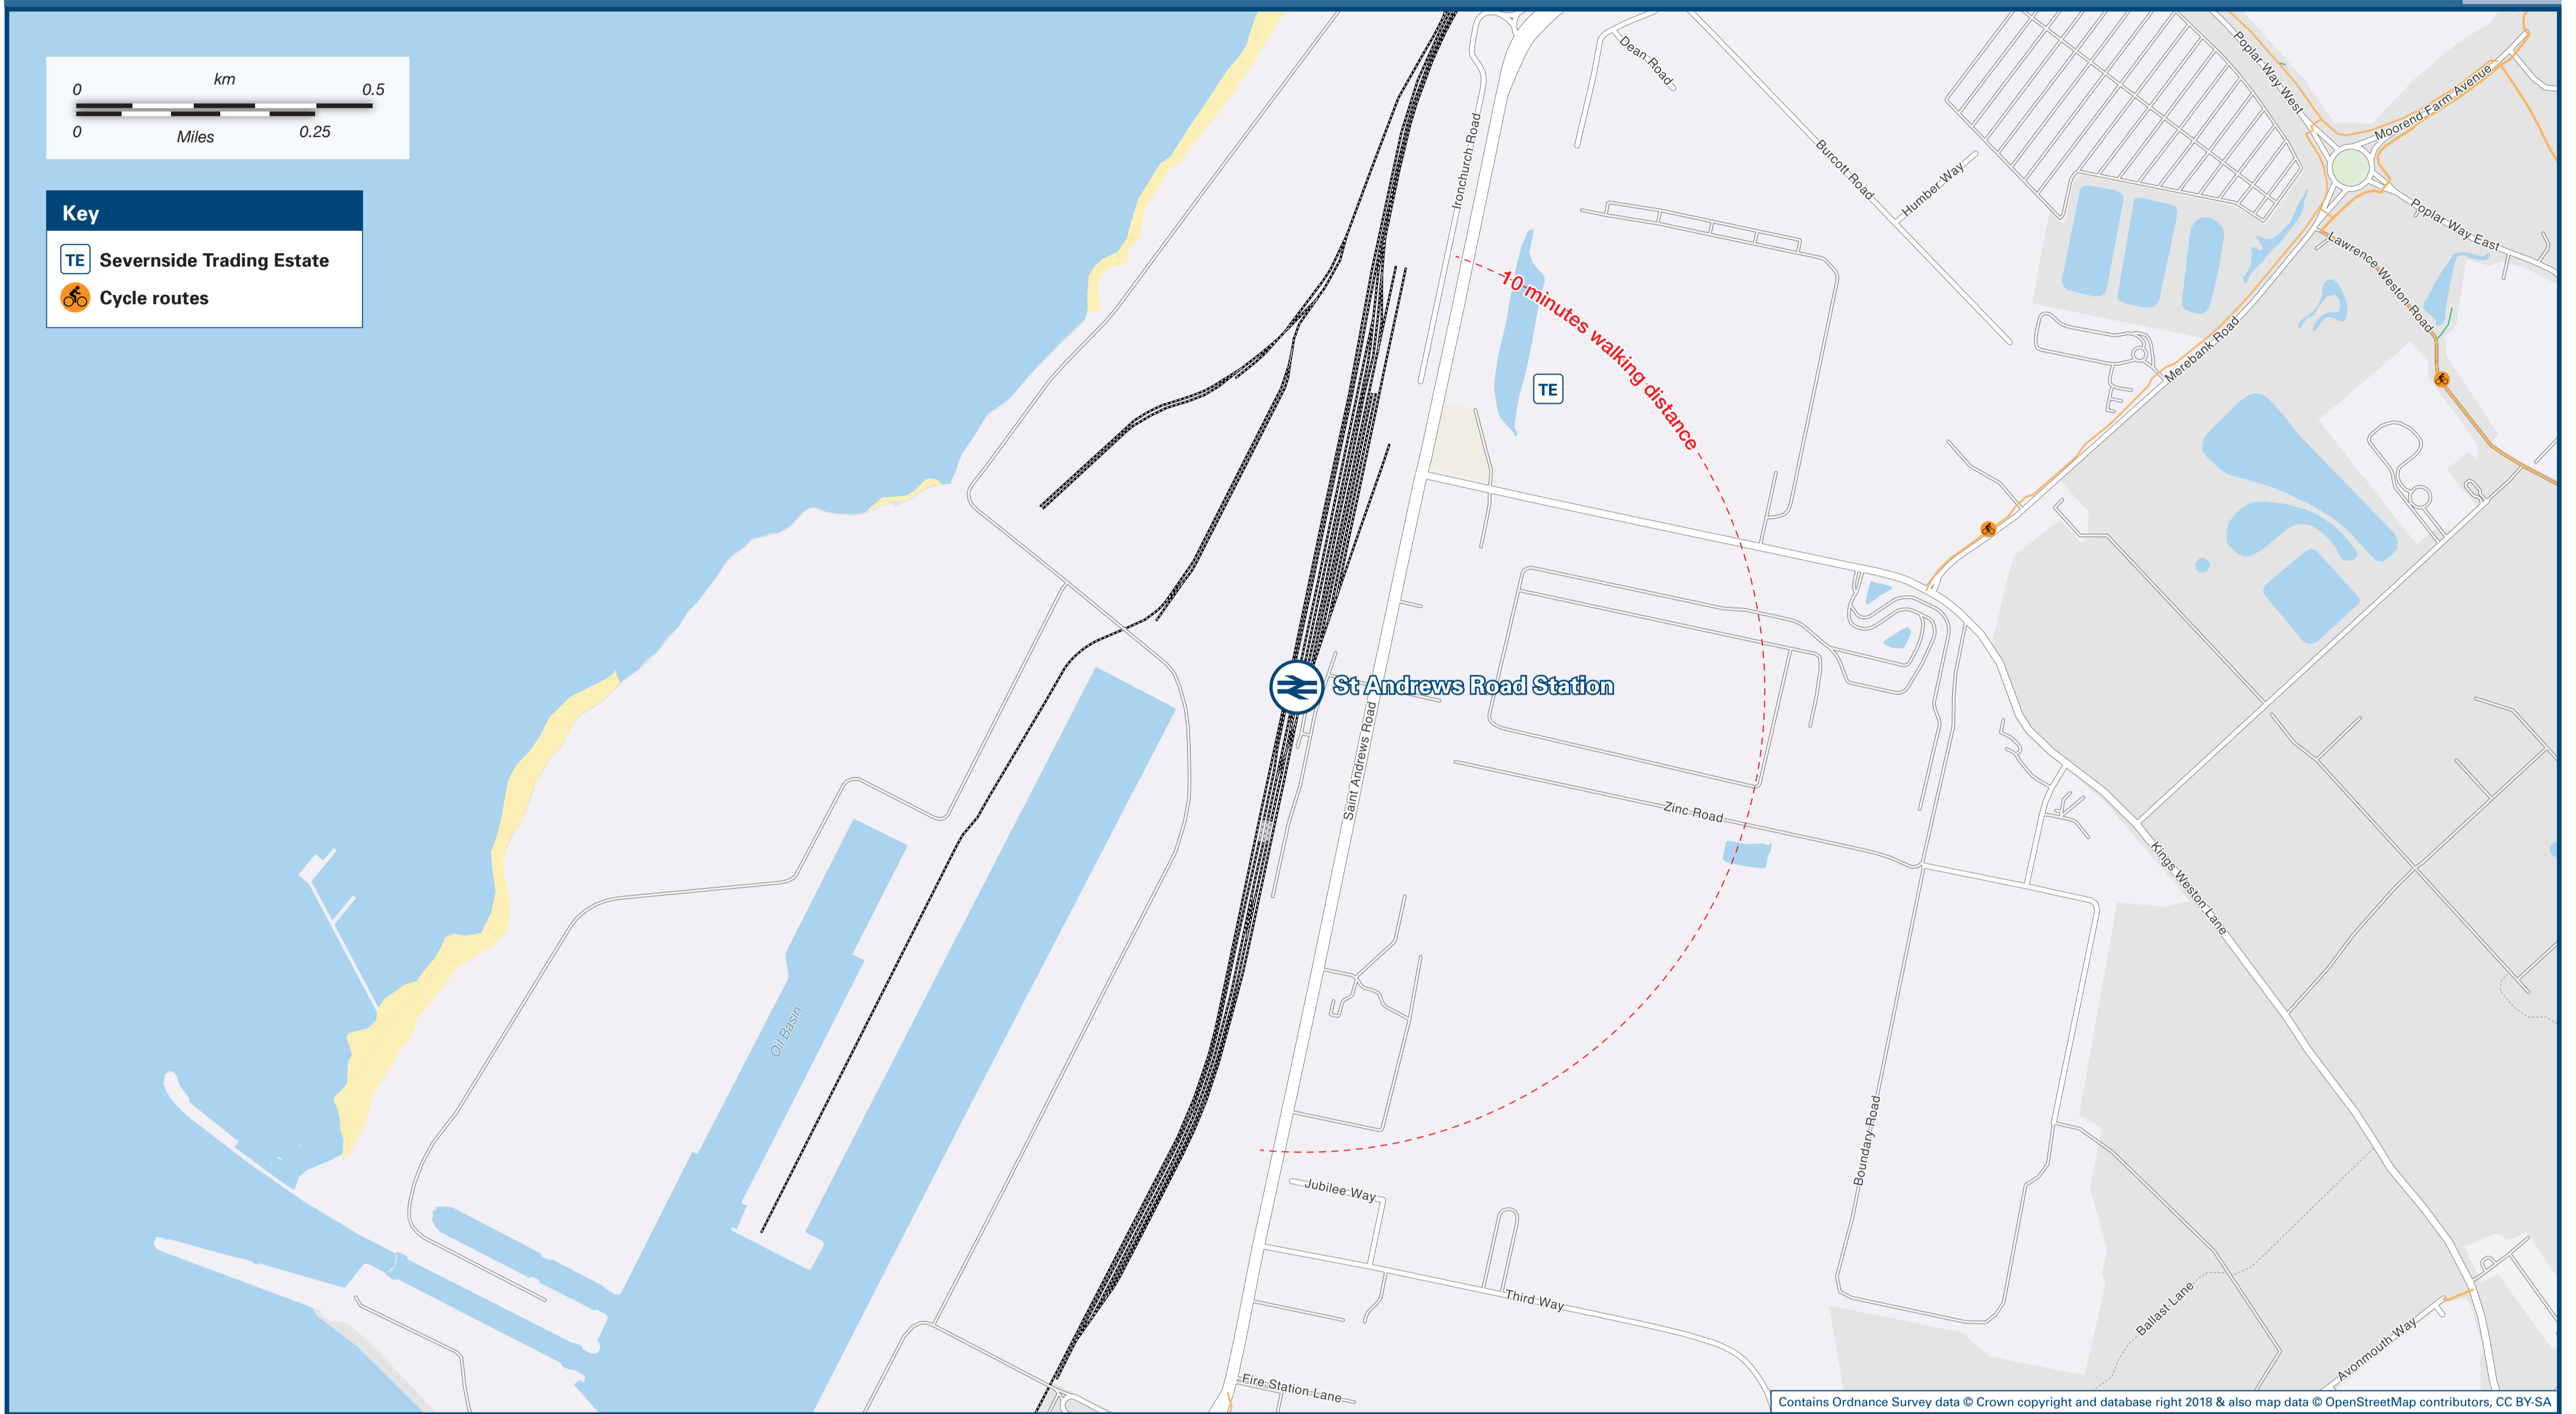 km
0 0.5
0 0.25
Miles
Key
TE Severnside Trading Estate
Cycle routes
Dean Road
Poplar Way West
Moorend Farm Avenue
Ironchurch Road
Burcott Road
Humber Way
Poplar Way East
Lawrence Weston Road
10 minutes walking distance
Merebank Road
TE
St Andrews Road Station
Saint Andrews Road
Zinc Road
Kings Weston Lane
Oil Basin
Boundary Road
Jubilee Way
Third Way
Ballast Lane
Avonmouth Way
Fire Station Lane
Contains Ordnance Survey data © Crown copyright and database right 2018 & also map data © OpenStreetMap contributors, CC BY-SA